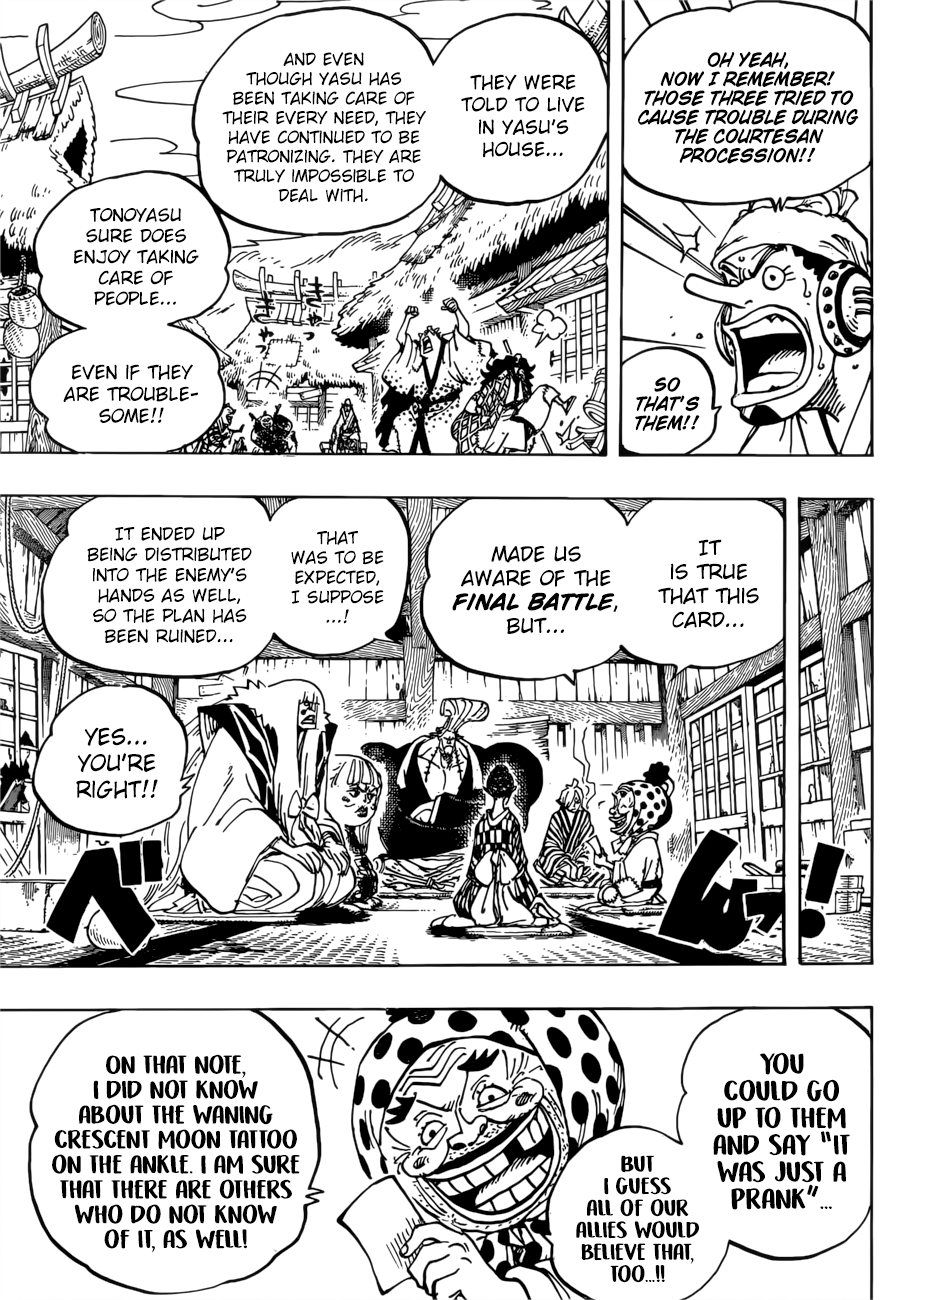 OH YEAH,
NOW I REMEMBER!
THOSE THREE TRIED TO
CAUSE TROUBLE DURING
THE COURTESAN
PROCESSION!!
SO
THAT'S
THEM!!
THEY WERE
TOLD TO LIVE
IN YASU'S
HOUSE...
AND EVEN
THOUGH YASU HAS
BEEN TAKING CARE OF
THEIR EVERY NEED, THEY
HAVE CONTINUED TO BE
PATRONIZING. THEY ARE
TRULY IMPOSSIBLE TO
DEAL WITH.
TONOYASU
SURE DOES
ENJOY TAKING
CARE OF
PEOPLE...
EVEN IF THEY
ARE TROUBLE-
SOME!!
IT
IS TRUE
THAT THIS
CARD...
MADE US
AWARE OF THE
FINAL BATTLE,
BUT...
THAT
WAS TO BE
EXPECTED,
I SUPPOSE
...!
IT ENDED UP
BEING DISTRIBUTED
INTO THE ENEMY'S
HANDS AS WELL,
SO THE PLAN HAS
BEEN RUINED...
YES...
YOU'RE
RIGHT!!
YOU
COULD GO
UP TO THEM
AND SAY "IT
WAS JUST A
PRANK"...
BUT
I GUESS
ALL OF OUR
ALLIES WOULD
BELIEVE THAT,
TOO...!!
ON THAT NOTE,
I DID NOT KNOW
ABOUT THE WANING
CRESCENT MOON TATTOO
ON THE ANKLE. I AM SURE
THAT THERE ARE OTHERS
WHO DO NOT KNOW
OF IT, AS WELL!